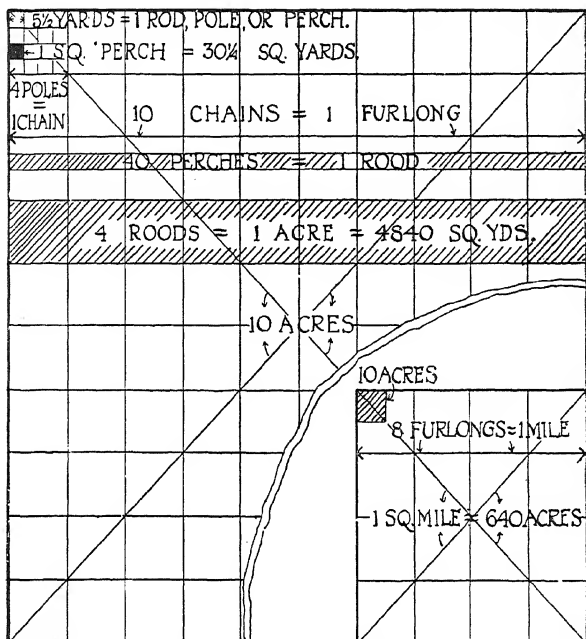 5½ YARDS = 1 ROD, POLE, OR PERCH.
1 SQ. PERCH = 30¼ SQ. YARDS.
4 POLES
=
1 CHAIN
10 CHAINS = 1 FURLONG
40 PERCHES = 1 ROOD
4 ROODS = 1 ACRE = 4840 SQ. YDS.
10 ACRES
10 ACRES
8 FURLONGS = 1 MILE
1 SQ. MILE = 640 ACRES